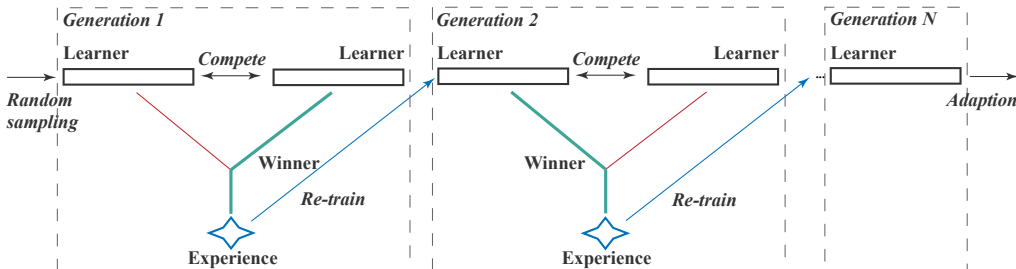 Generation 1
Learner
Compete
Learner
Random
sampling
Winner
Re-train
Experience
Generation 2
Learner
Compete
Learner
Winner
Re-train
Experience
Generation N
...
Learner
Adaption